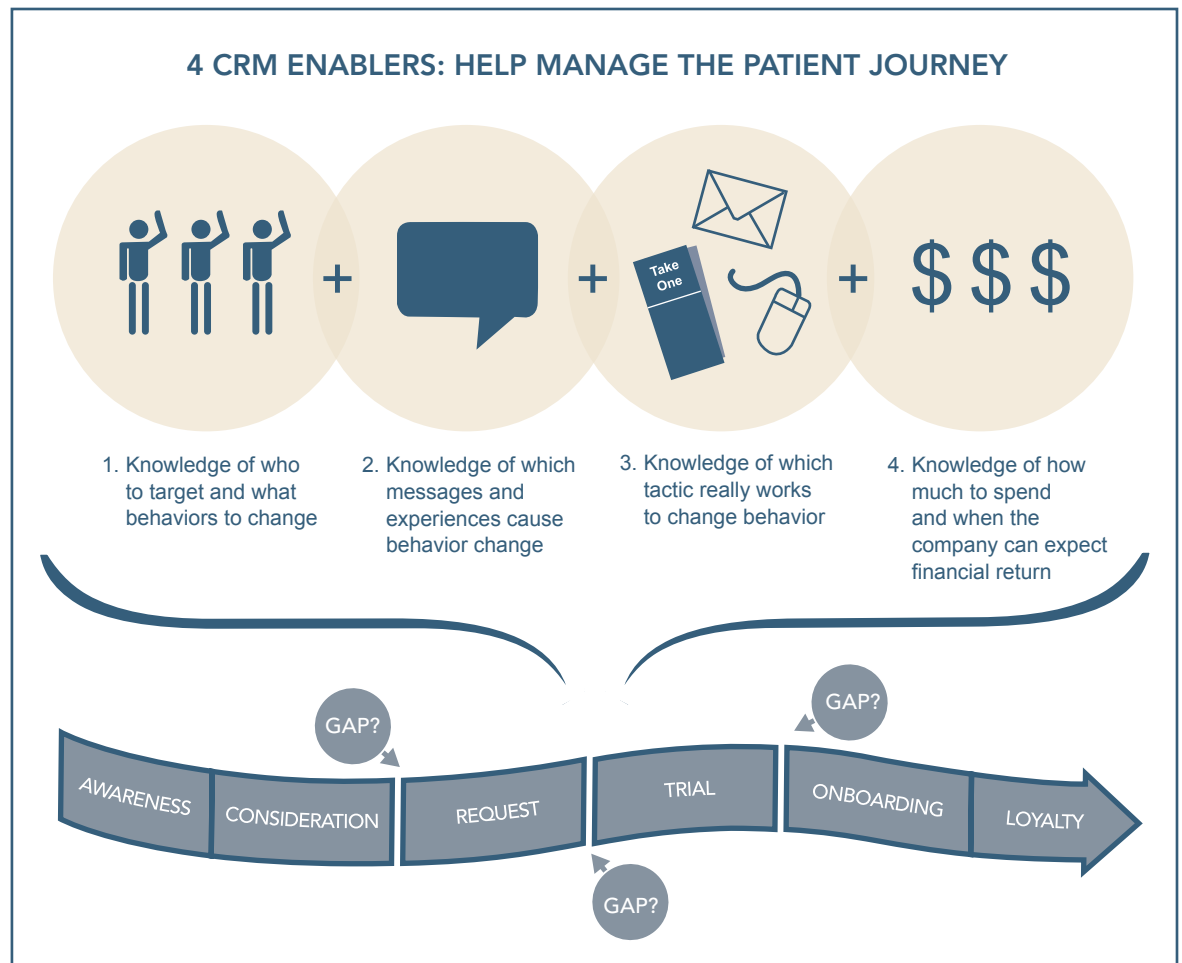 4 CRM ENABLERS: HELP MANAGE THE PATIENT JOURNEY
+
+
Take
One
+
$ $ $
1. Knowledge of who
to target and what
behaviors to change
2. Knowledge of which
messages and
experiences cause
behavior change
3. Knowledge of which
tactic really works
to change behavior
4. Knowledge of how
much to spend
and when the
company can expect
financial return
GAP?
GAP?
AWARENESS
CONSIDERATION
REQUEST
TRIAL
ONBOARDING
LOYALTY
GAP?